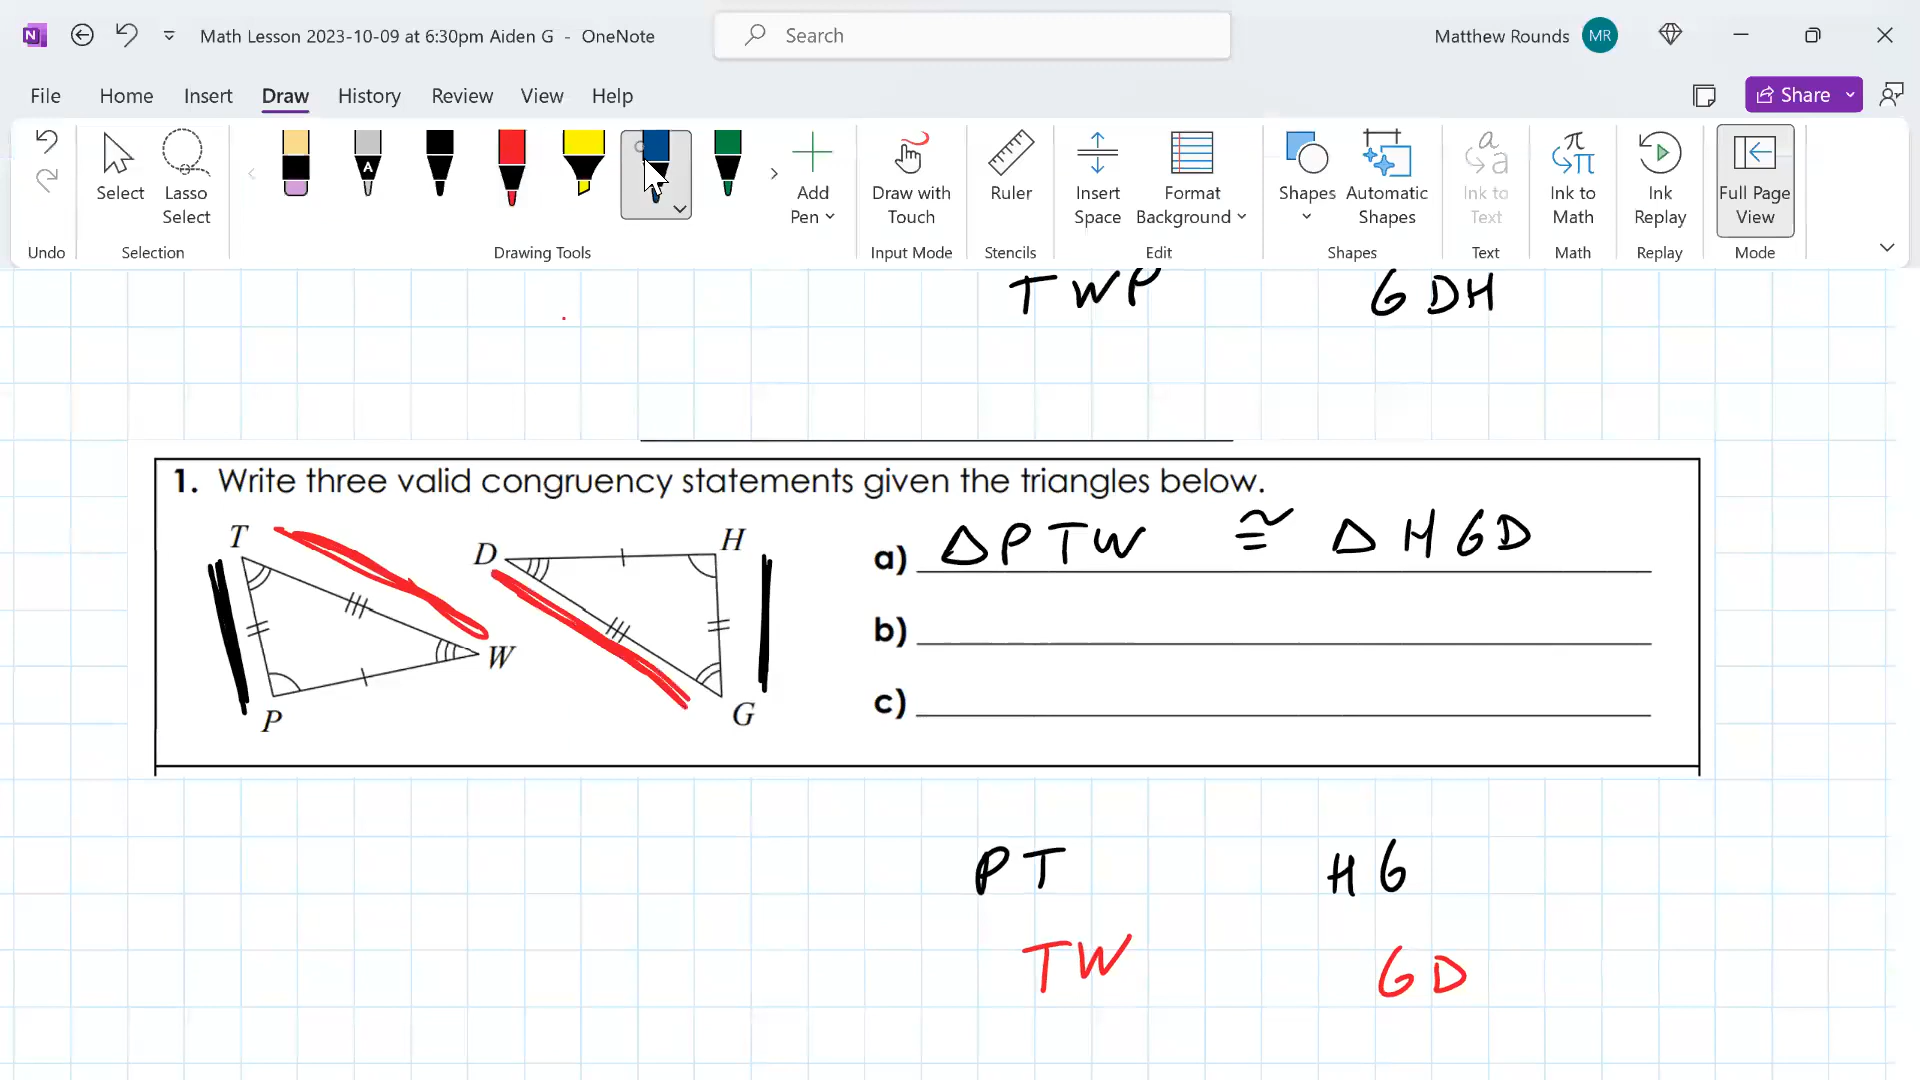 Math Lesson 2023-10-09 at 6:30pm Aiden G - OneNote
Search
Matthew Rounds MR
File Home Insert Draw History Review View Help
Share
Select
Lasso Select
Add Pen
Draw with Touch
Ruler
Insert Space
Format Background
Shapes
Automatic Shapes
Ink to Text
Ink to Math
Ink Replay
Full Page View
Undo Selection Drawing Tools Input Mode Stencils Edit Shapes Text Math Replay Mode
TWP GDH
1. Write three valid congruency statements given the triangles below.
T D H W P G
a) △PTW ≅ △HGD
b)
c)
PT HG
TW GD